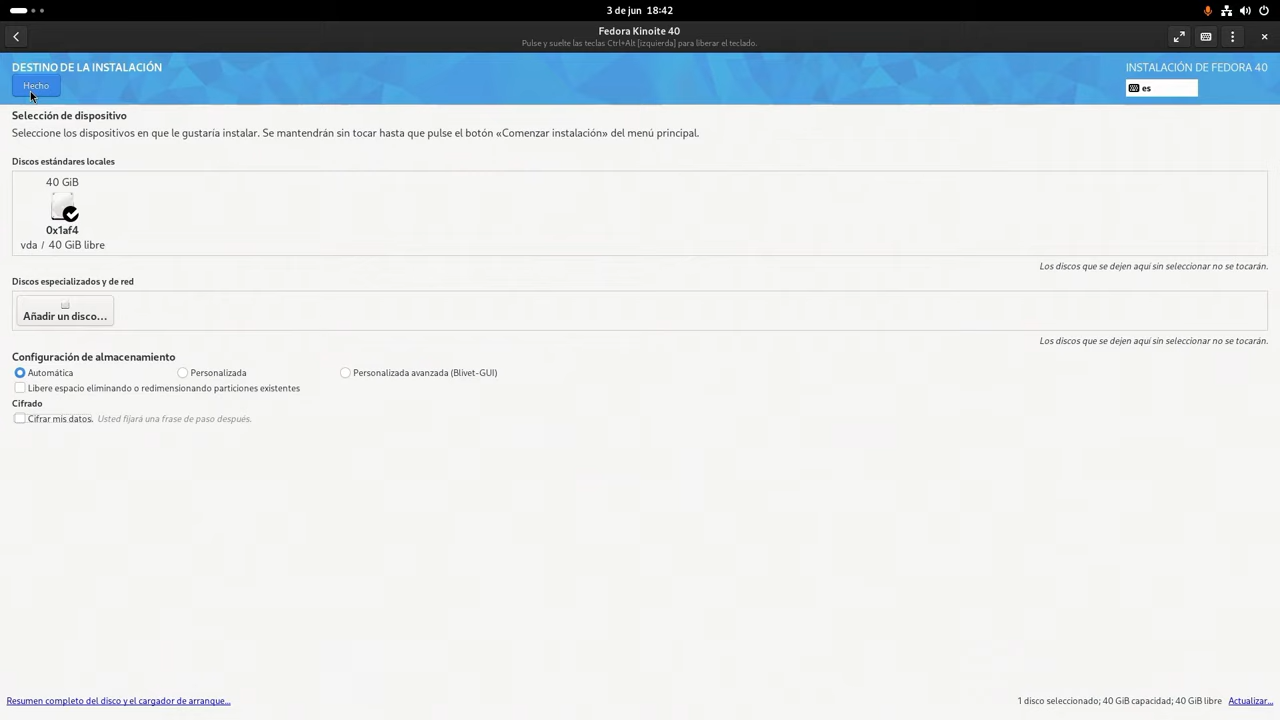 3 de jun 18:42
Fedora Kinoite 40
Pulse y suelte las teclas Ctrl+Alt [izquierda] para liberar el teclado.
DESTINO DE LA INSTALACIÓN
INSTALACIÓN DE FEDORA 40
Hecho
es
Selección de dispositivo
Seleccione los dispositivos en que le gustaría instalar. Se mantendrán sin tocar hasta que pulse el botón «Comenzar instalación» del menú principal.
Discos estándares locales
40 GiB
0x1af4
vda / 40 GiB libre
Los discos que se dejen aquí sin seleccionar no se tocarán.
Discos especializados y de red
Añadir un disco...
Los discos que se dejen aquí sin seleccionar no se tocarán.
Configuración de almacenamiento
Automática Personalizada Personalizada avanzada (Blivet-GUI)
Libere espacio eliminando o redimensionando particiones existentes
Cifrado
Cifrar mis datos. Usted fijará una frase de paso después.
Resumen completo del disco y el cargador de arranque... 1 disco seleccionado; 40 GiB capacidad; 40 GiB libre Actualizar...